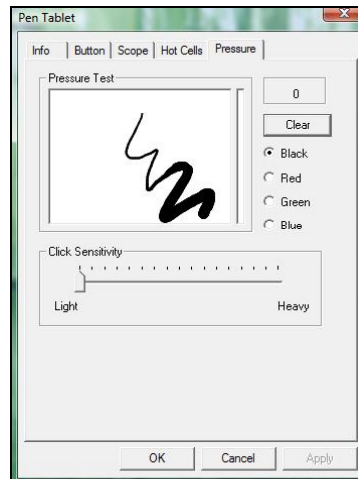 Pen Tablet
Info Button Scope Hot Cells Pressure
Pressure Test
0
Clear
Black
Red
Green
Blue
Click Sensitivity
Light Heavy
OK Cancel Apply